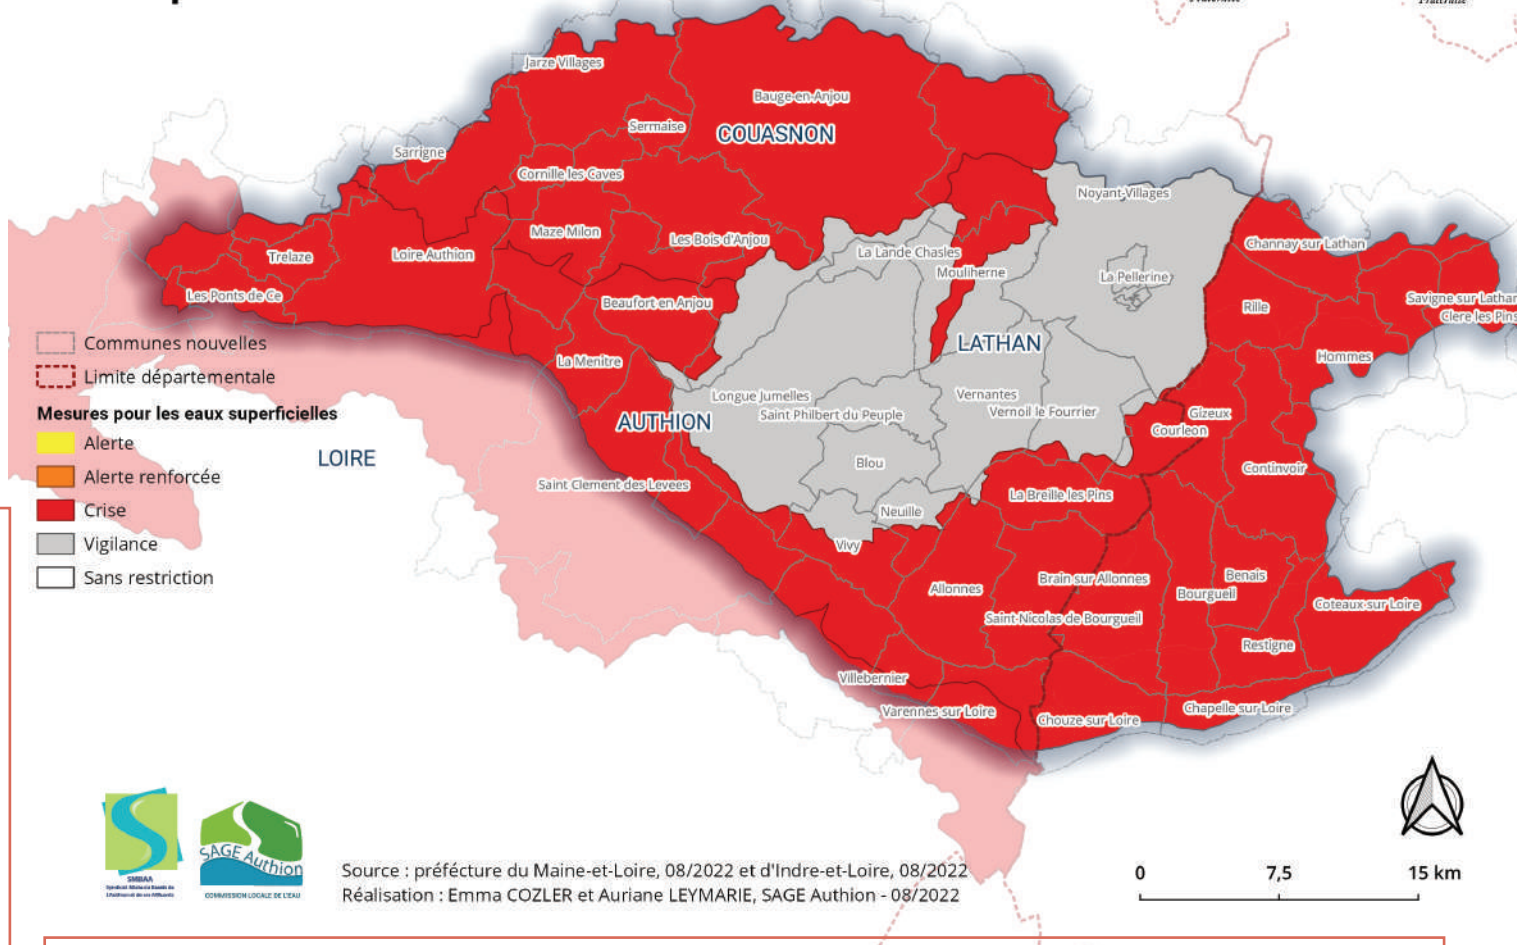 Jarze Villages
Bauge-en-Anjou
Sermaise
COUASNON
Sarrigne
Cornille les Caves
Noyant-Villages
Maze Milon
Les Bois d'Anjou
Trelaze
Loire Authion
La Lande Chasles
Channay sur Lathan
Mouliherne
La Pellerine
Les Ponts de Ce
Beaufort en Anjou
Rille
Savigne sur Lathan
Clere les Pins
Communes nouvelles
LATHAN
La Menitre
Hommes
Limite départementale
Mesures pour les eaux superficielles
Longue Jumelles
Vernantes
Saint Philbert du Peuple
Vernoil le Fourrier
Gizeux
AUTHION
Courleon
Alerte
LOIRE
Blou
Continvoir
Alerte renforcée
Saint Clement des Levees
La Breille les Pins
Crise
Neuille
Vigilance
Vivy
Sans restriction
Allonnes
Brain sur Allonnes
Benais
Bourgueil
Coteaux sur Loire
Saint-Nicolas de Bourgueil
Restigne
Villebernier
Varennes sur Loire
Chouze sur Loire
Chapelle sur Loire
SMBAA
SAGE Authion
COMMISSION LOCALE DE L'EAU
Source : préfécture du Maine-et-Loire, 08/2022 et d'Indre-et-Loire, 08/2022
Réalisation : Emma COZLER et Auriane LEYMARIE, SAGE Authion - 08/2022
0 7,5 15 km